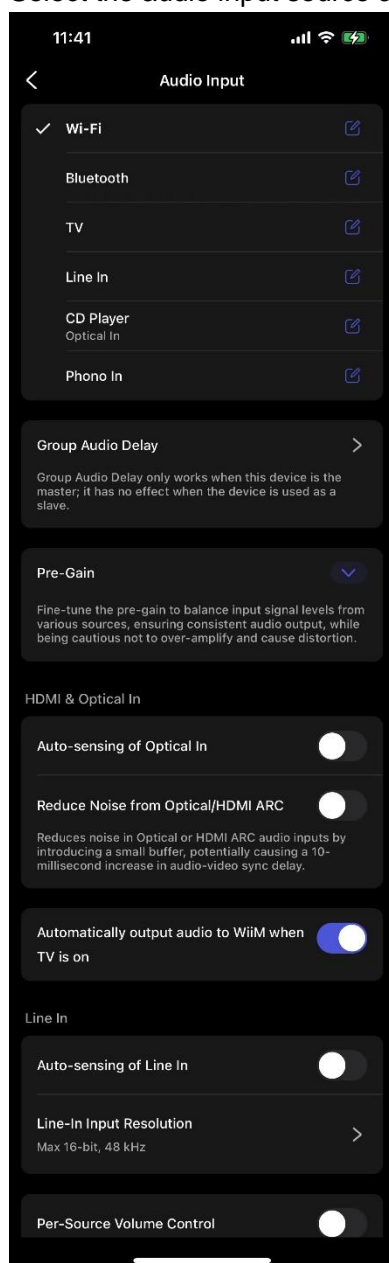 11:41
Audio Input
Wi-Fi
Bluetooth
TV
Line In
CD Player
Optical In
Phono In
Group Audio Delay
Group Audio Delay only works when this device is the
master; it has no effect when the device is used as a
slave.
Pre-Gain
Fine-tune the pre-gain to balance input signal levels from
various sources, ensuring consistent audio output, while
being cautious not to over-amplify and cause distortion.
HDMI & Optical In
Auto-sensing of Optical In
Reduce Noise from Optical/HDMI ARC
Reduces noise in Optical or HDMI ARC audio inputs by
introducing a small buffer, potentially causing a 10-
millisecond increase in audio-video sync delay.
Automatically output audio to WiiM when
TV is on
Line In
Auto-sensing of Line In
Line-In Input Resolution
Max 16-bit, 48 kHz
Per-Source Volume Control